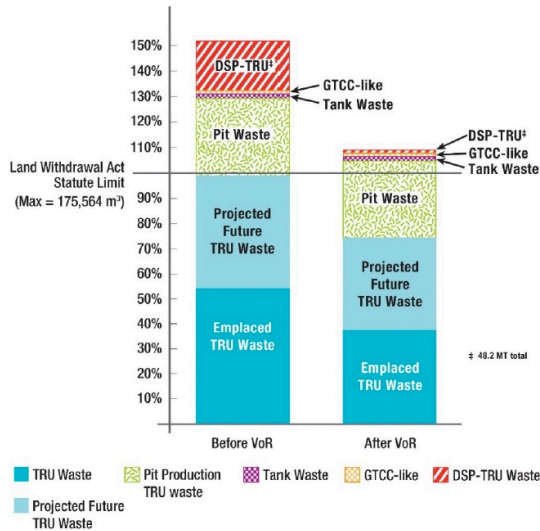 150%
140%
130%
120%
110%
Land Withdrawal Act
Statute Limit
(Max = 175,564 m³)
90%
80%
70%
60%
50%
40%
30%
20%
10%
DSP-TRU‡
GTCC-like
Tank Waste
Pit Waste
Projected
Future
TRU Waste
Emplaced
TRU Waste
DSP-TRU‡
GTCC-like
Tank Waste
Pit Waste
Projected
Future
TRU Waste
Emplaced
TRU Waste
‡ 48.2 MT total
Before VoR
After VoR
TRU Waste
Pit Production
TRU waste
Tank Waste
GTCC-like
DSP-TRU Waste
Projected Future
TRU Waste